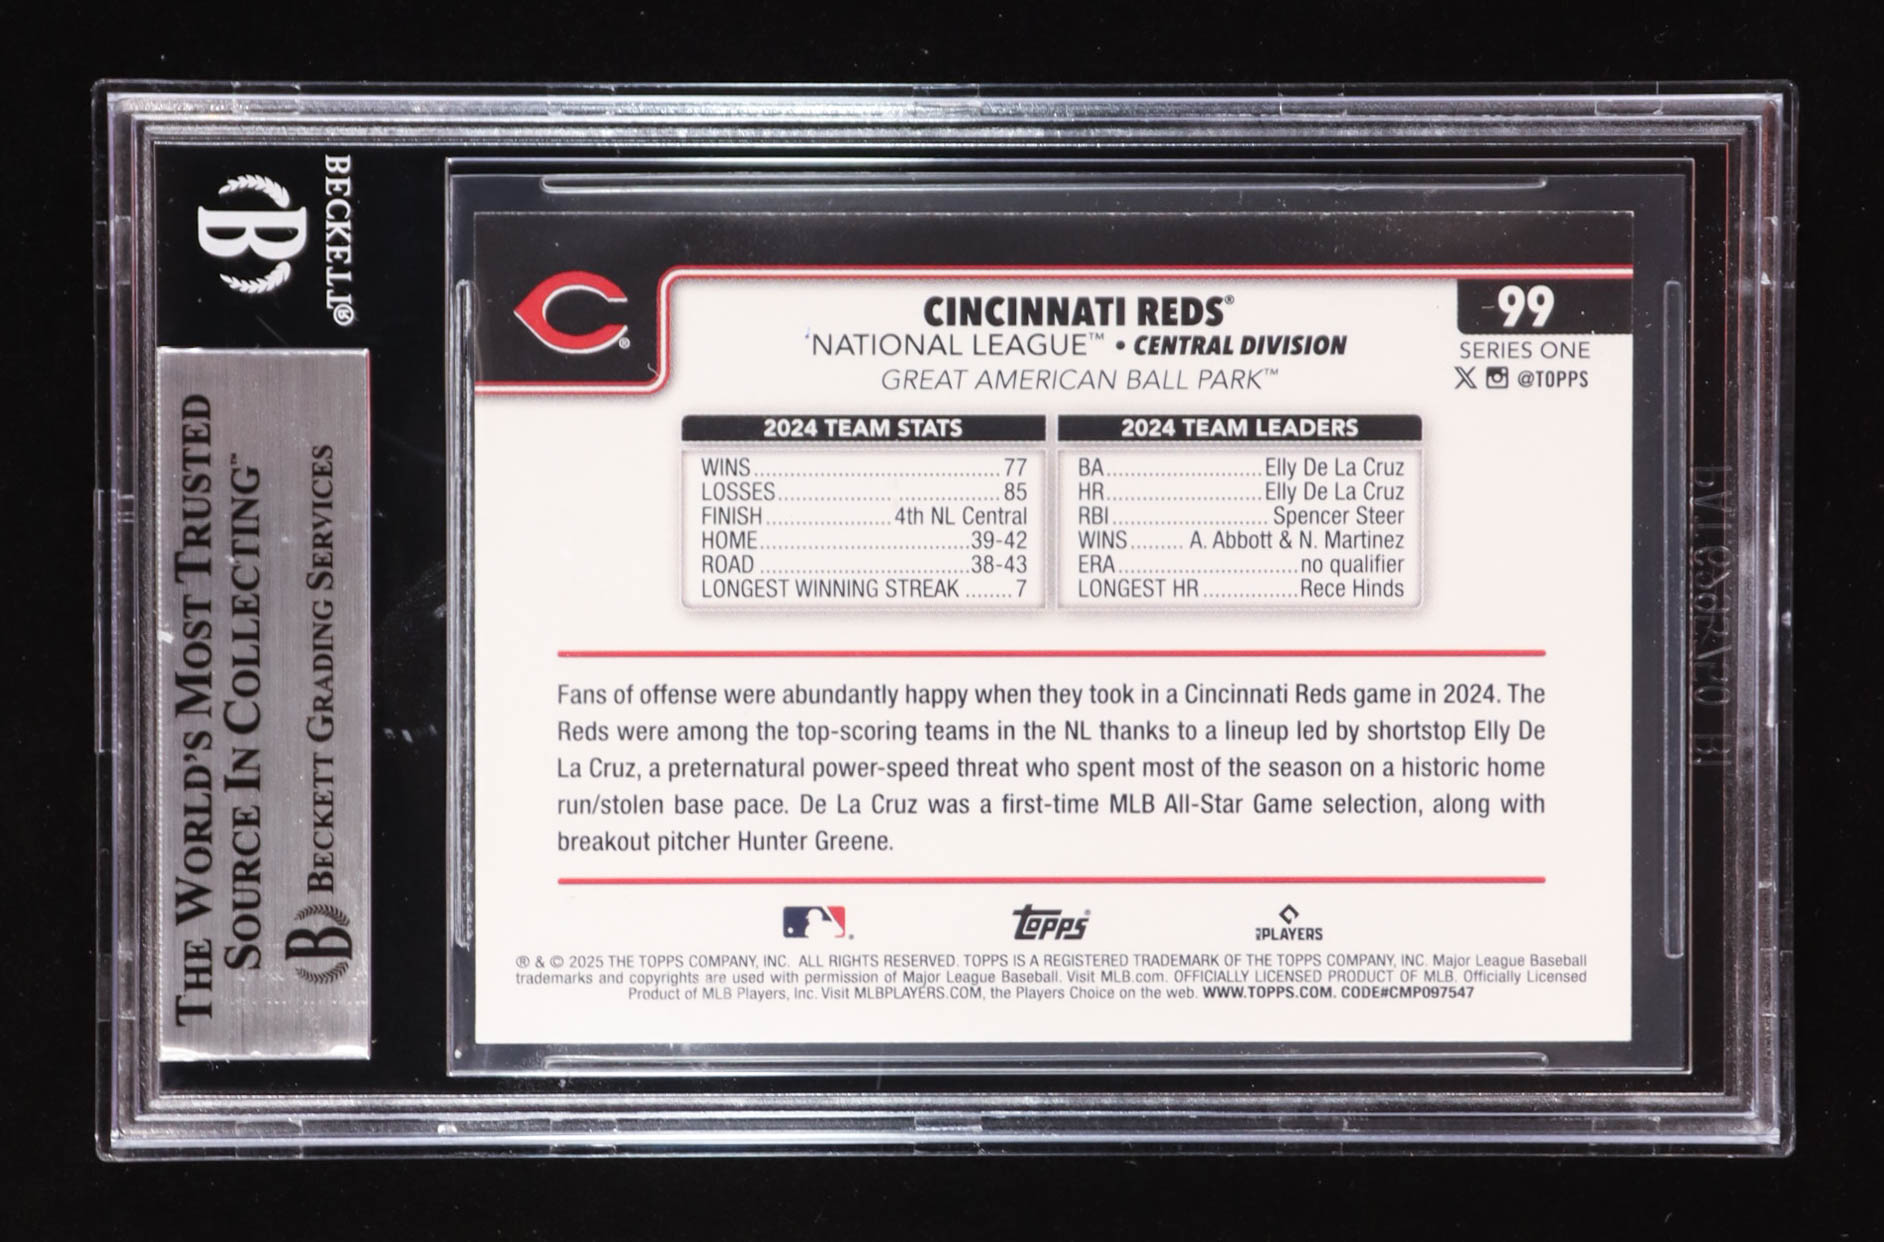 BECKETT®
B
THE WORLD'S MOST TRUSTED
SOURCE IN COLLECTING™
B BECKETT GRADING SERVICES
C®
CINCINNATI REDS®
NATIONAL LEAGUE™ • CENTRAL DIVISION
GREAT AMERICAN BALL PARK™
99
SERIES ONE
X @TOPPS
2024 TEAM STATS
WINS....................77
LOSSES....................85
FINISH....................4th NL Central
HOME....................39-42
ROAD....................38-43
LONGEST WINNING STREAK ........7
2024 TEAM LEADERS
BA....................Elly De La Cruz
HR....................Elly De La Cruz
RBI....................Spencer Steer
WINS......... A. Abbott & N. Martinez
ERA....................no qualifier
LONGEST HR ................Rece Hinds
Fans of offense were abundantly happy when they took in a Cincinnati Reds game in 2024. The
Reds were among the top-scoring teams in the NL thanks to a lineup led by shortstop Elly De
La Cruz, a preternatural power-speed threat who spent most of the season on a historic home
run/stolen base pace. De La Cruz was a first-time MLB All-Star Game selection, along with
breakout pitcher Hunter Greene.
Topps®
PLAYERS
® & © 2025 THE TOPPS COMPANY, INC. ALL RIGHTS RESERVED. TOPPS IS A REGISTERED TRADEMARK OF THE TOPPS COMPANY, INC. Major League Baseball
trademarks and copyrights are used with permission of Major League Baseball. Visit MLB.com. OFFICIALLY LICENSED PRODUCT OF MLB. Officially Licensed
Product of MLB Players, Inc. Visit MLBPLAYERS.COM, the Players Choice on the web. WWW.TOPPS.COM. CODE#CMP097547